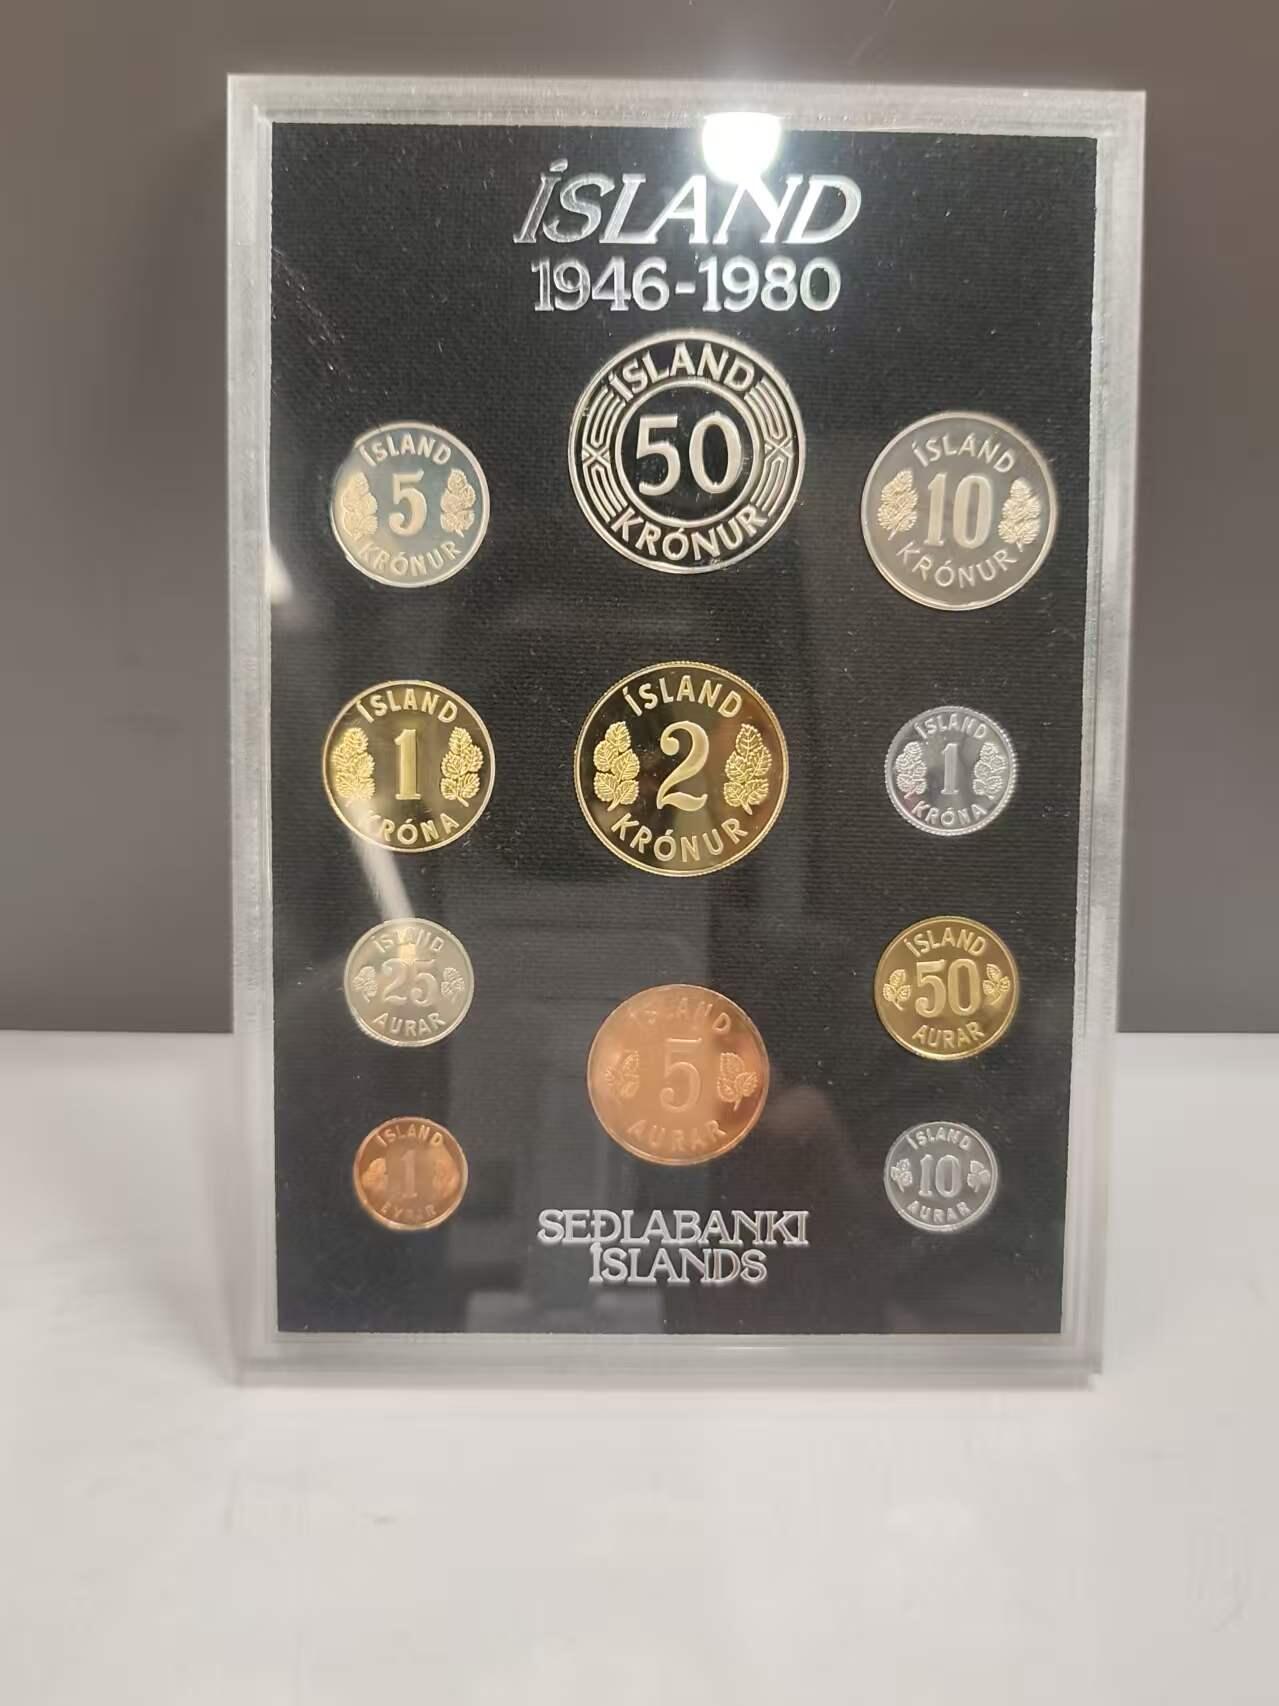 ÍSLAND
1946-1980
ÍSLAND
50
KRÓNUR
ÍSLAND
5
KRÓNUR
ÍSLAND
10
KRÓNUR
ÍSLAND
1
KRÓNA
ÍSLAND
2
KRÓNUR
ÍSLAND
1
KRÓNA
ÍSLAND
25
AURAR
ÍSLAND
50
AURAR
ÍSLAND
5
AURAR
ÍSLAND
1
EYRIR
ÍSLAND
10
AURAR
SEÐLABANKI
ÍSLANDS